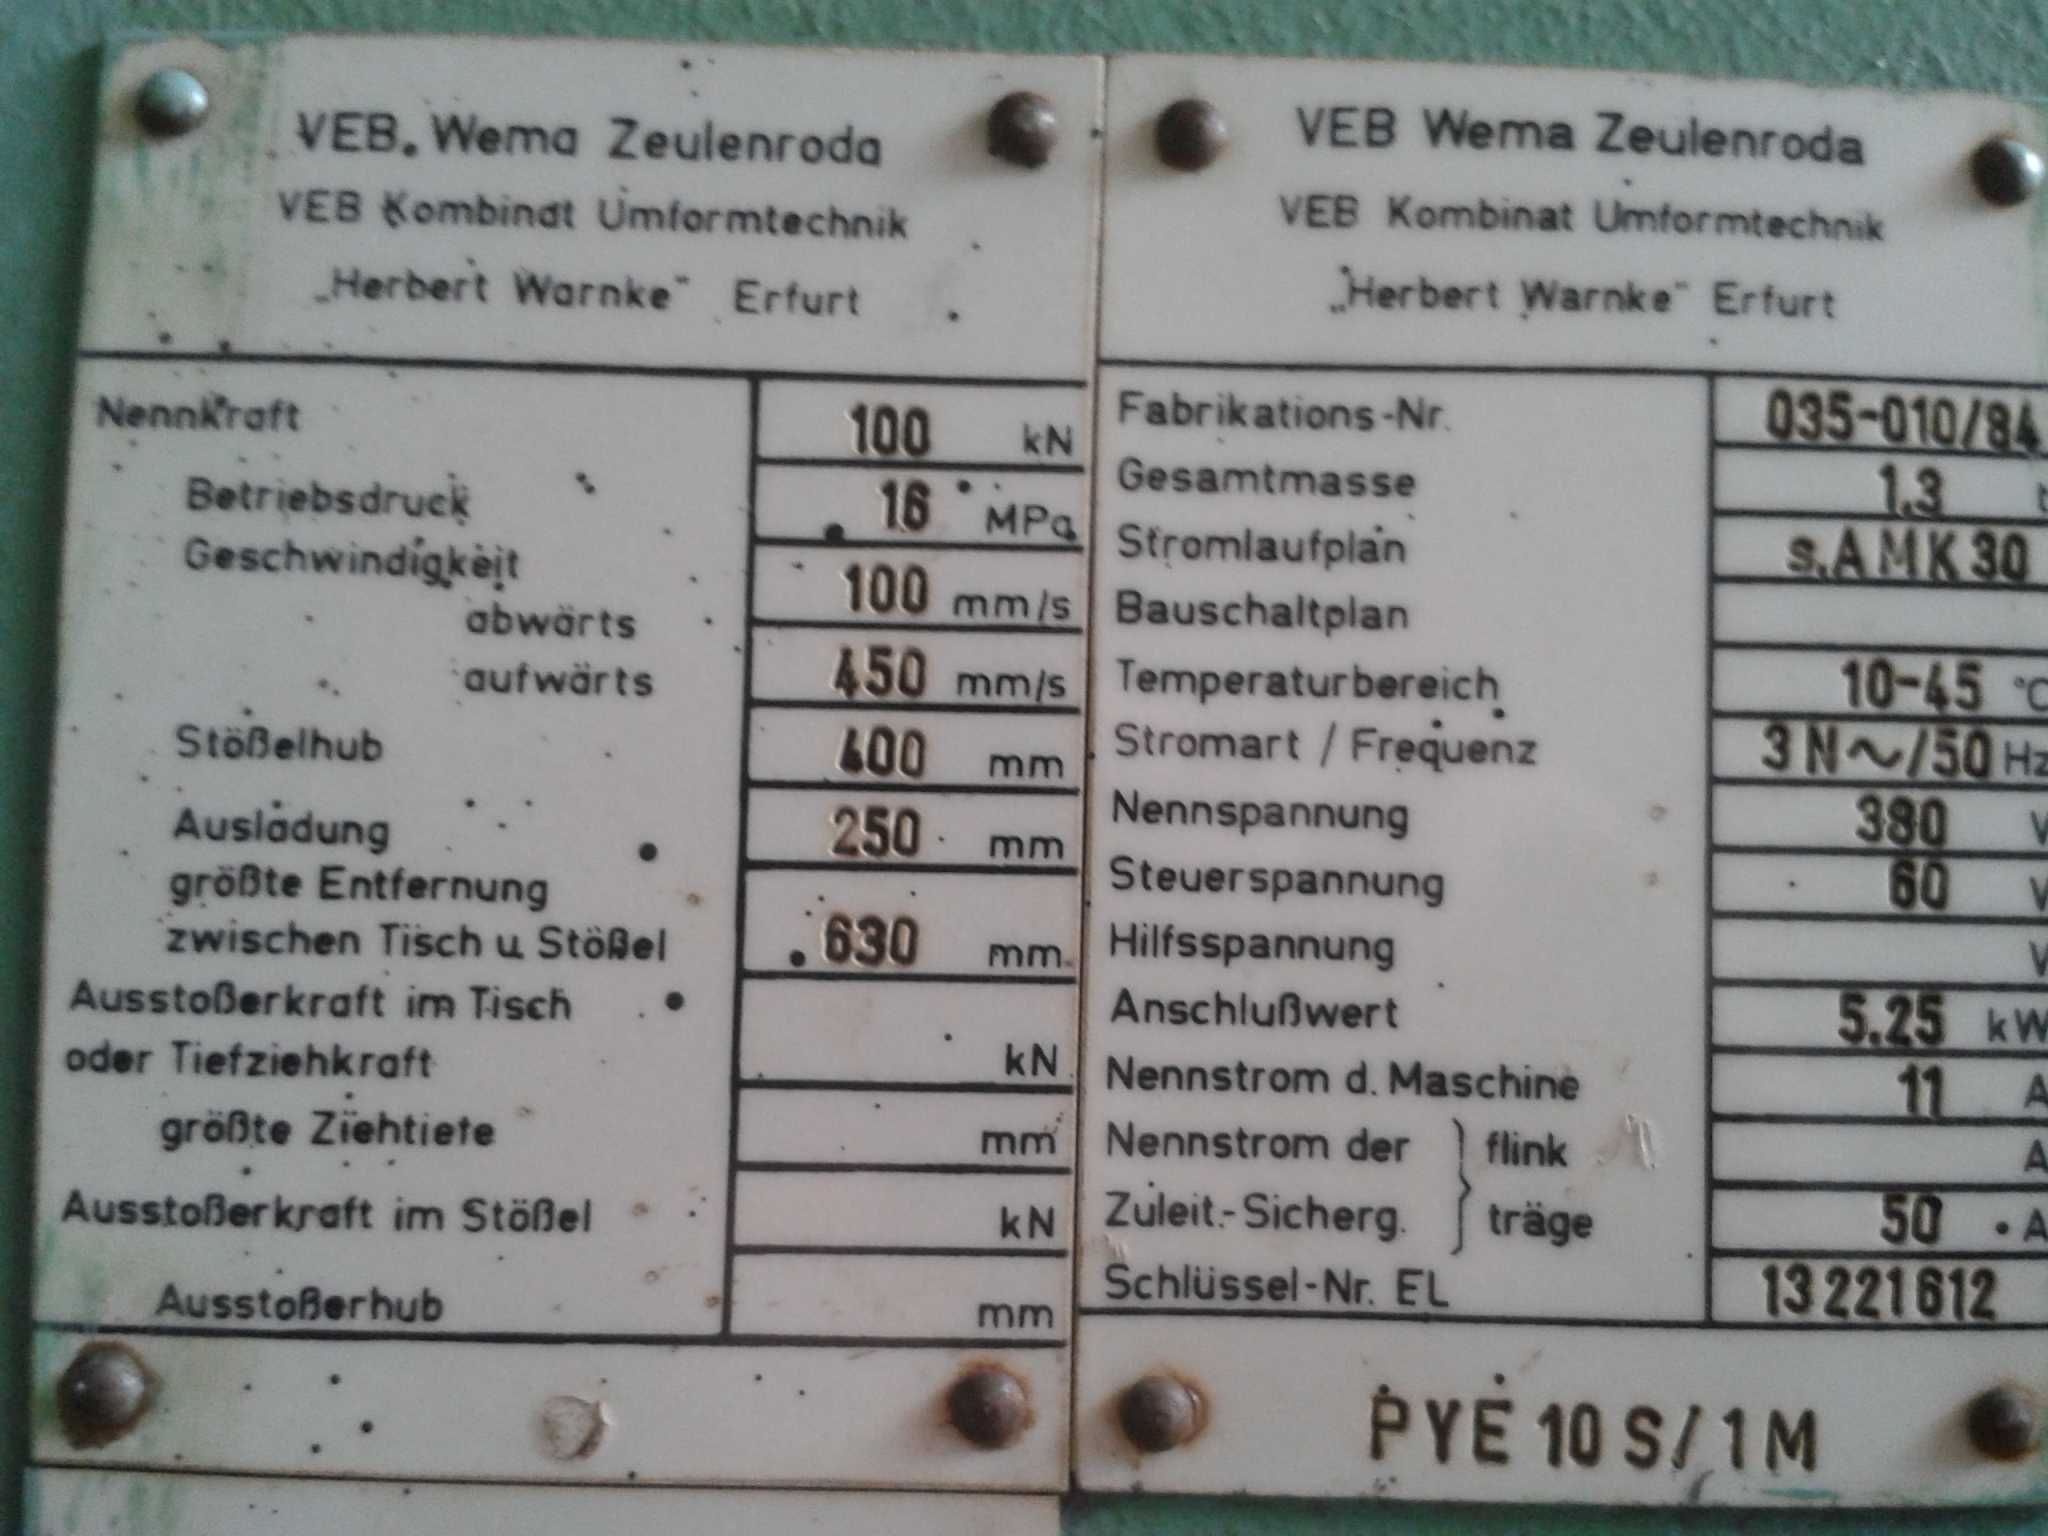 VEB. Wema Zeulenroda
VEB Kombinat Umformtechnik
„Herbert Warnke" Erfurt
Nennkraft 100 kN
Betriebsdruck 16 MPa
Geschwindigkeit
abwärts 100 mm/s
aufwärts 450 mm/s
Stößelhub 400 mm
Ausladung 250 mm
größte Entfernung
zwischen Tisch u Stößel 630 mm
Ausstoßerkraft im Tisch
oder Tiefziehkraft kN
größte Ziehtiefe mm
Ausstoßerkraft im Stößel kN
Ausstoßerhub mm
VEB Wema Zeulenroda
VEB Kombinat Umformtechnik
„Herbert Warnke" Erfurt
Fabrikations-Nr. 035-010/84
Gesamtmasse 1,3 t
Stromlaufplan s.AMK30
Bauschaltplan
Temperaturbereich 10-45 °C
Stromart / Frequenz 3N~/50 Hz
Nennspannung 380 V
Steuerspannung 60 V
Hilfsspannung V
Anschlußwert 5.25 kW
Nennstrom d. Maschine 11 A
Nennstrom der } flink A
Zuleit.-Sicherg. } träge 50 A
Schlüssel-Nr. EL 13221612
PYE 10 S/1M